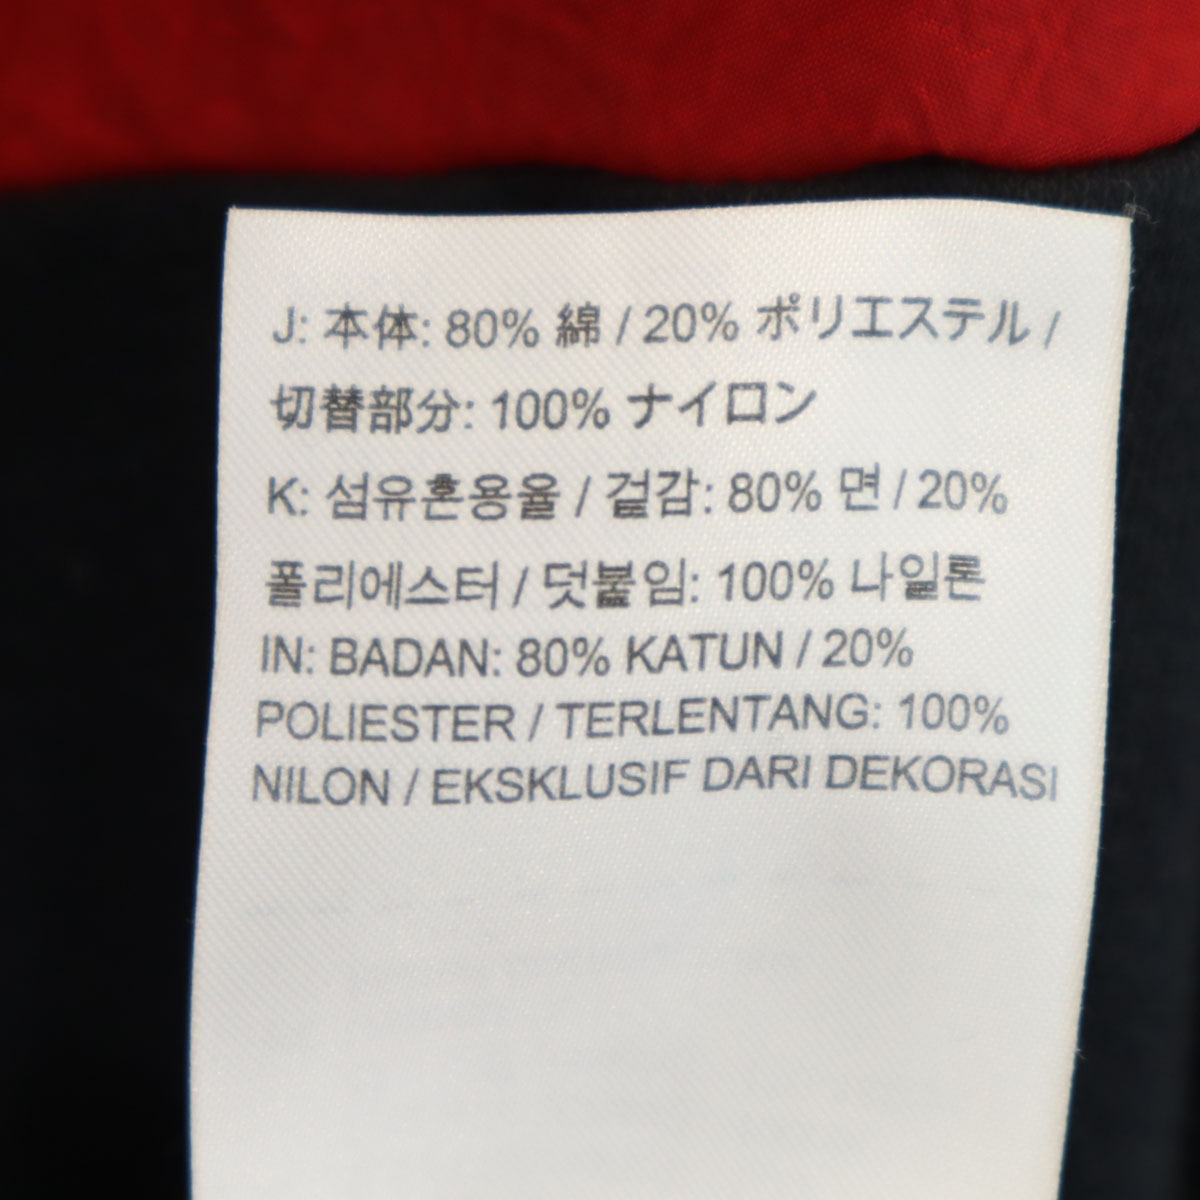 J: 本体: 80% 綿 / 20% ポリエステル /
切替部分: 100% ナイロン
K: 섬유혼용율 / 겉감: 80% 면 / 20%
폴리에스터 / 덧붙임: 100% 나일론
IN: BADAN: 80% KATUN / 20%
POLIESTER / TERLENTANG: 100%
NILON / EKSKLUSIF DARI DEKORASI